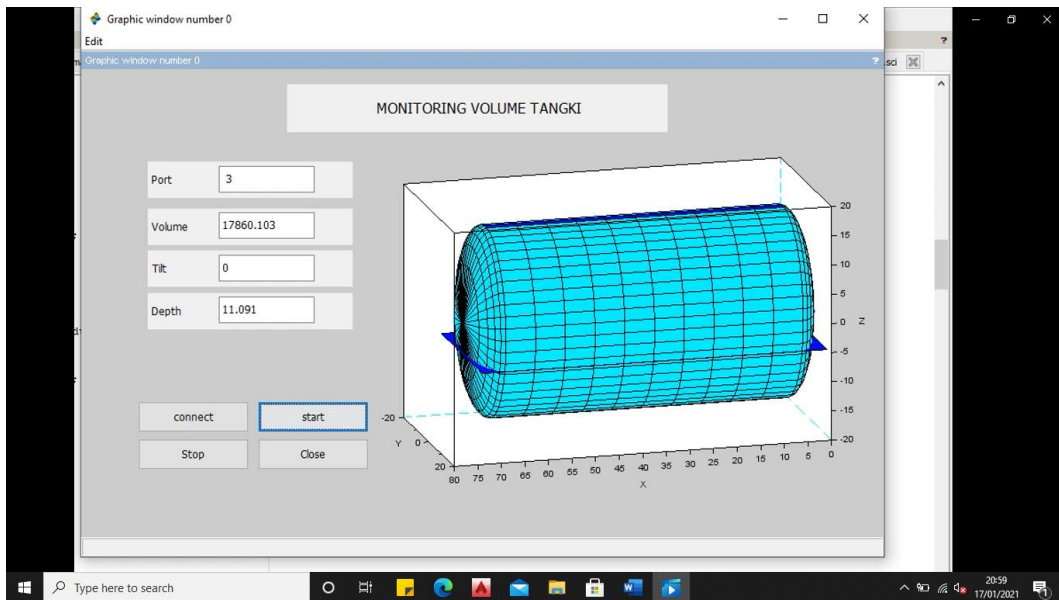 Graphic window number 0
Edit
Graphic window number 0
?
?
.sci
MONITORING VOLUME TANGKI
Port 3
Volume 17860.103
Tilt 0
Depth 11.091
connect start
Stop Close
20
15
10
5
0 Z
-5
-10
-15
-20
-20
Y 0
20
80 75 70 65 60 55 50 45 40 35 30 25 20 15 10 5 0
X
Type here to search
20:59
17/01/2021